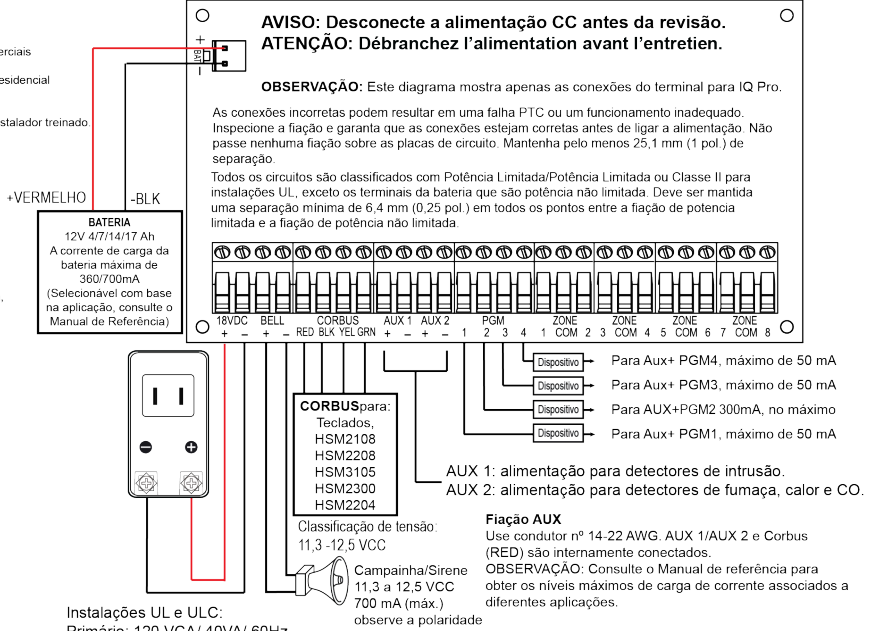 AVISO: Desconecte a alimentação CC antes da revisão.
ATENÇÃO: Débranchez l'alimentation avant l'entretien.
erciais
esidencial
stalador treinado.
+
BAT
–
OBSERVAÇÃO: Este diagrama mostra apenas as conexões do terminal para IQ Pro.
As conexões incorretas podem resultar em uma falha PTC ou um funcionamento inadequado.
Inspecione a fiação e garanta que as conexões estejam corretas antes de ligar a alimentação. Não
passe nenhuma fiação sobre as placas de circuito. Mantenha pelo menos 25,1 mm (1 pol.) de
separação.
Todos os circuitos são classificados com Potência Limitada/Potência Limitada ou Classe II para
instalações UL, exceto os terminais da bateria que são potência não limitada. Deve ser mantida
uma separação mínima de 6,4 mm (0,25 pol.) em todos os pontos entre a fiação de potencia
limitada e a fiação de potência não limitada.
+VERMELHO
-BLK
BATERIA
12V 4/7/14/17 Ah
A corrente de carga da
bateria máxima de
360/700mA
(Selecionável com base
na aplicação, consulte o
Manual de Referência)
18VDC BELL CORBUS AUX 1 AUX 2 PGM ZONE ZONE ZONE ZONE
+ – + – RED BLK YEL GRN + – + – 1 2 3 4 1 COM 2 3 COM 4 5 COM 6 7 COM 8
Dispositivo Para Aux+ PGM4, máximo de 50 mA
Dispositivo Para Aux+ PGM3, máximo de 50 mA
Dispositivo Para AUX+PGM2 300mA, no máximo
Dispositivo Para Aux+ PGM1, máximo de 50 mA
CORBUSpara:
Teclados,
HSM2108
HSM2208
HSM3105
HSM2300
HSM2204
Classificação de tensão:
11,3 -12,5 VCC
AUX 1: alimentação para detectores de intrusão.
AUX 2: alimentação para detectores de fumaça, calor e CO.
Fiação AUX
Use condutor nº 14-22 AWG. AUX 1/AUX 2 e Corbus
(RED) são internamente conectados.
OBSERVAÇÃO: Consulte o Manual de referência para
obter os níveis máximos de carga de corrente associados a
diferentes aplicações.
Campainha/Sirene
11,3 a 12,5 VCC
700 mA (máx.)
observe a polaridade
Instalações UL e ULC:
Primário: 120 VCA/ 40VA/ 60Hz